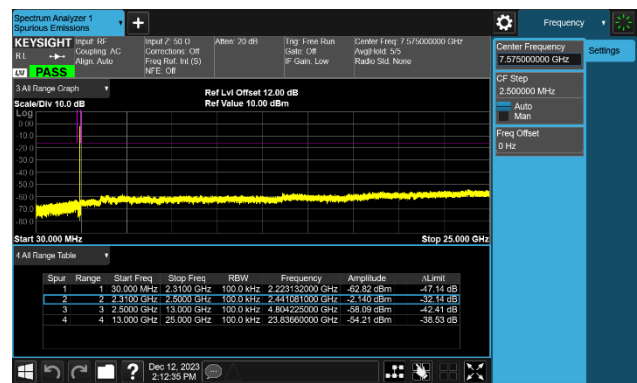 Spectrum Analyzer 1
Spurious Emissions
Frequency
KEYSIGHT Input: RF Input Z: 50 Ω Atten: 20 dB Trig: Free Run Center Freq: 7.575000000 GHz
R L Coupling: AC Corrections: Off Gate: Off Avg|Hold: 5/5
Align: Auto Freq Ref: Int (S) IF Gain: Low Radio Std: None
LW PASS NFE: Off
Center Frequency
7.575000000 GHz
Settings
CF Step
2.500000 MHz
Auto
Man
Freq Offset
0 Hz
3 All Range Graph
Ref Lvl Offset 12.00 dB
Scale/Div 10.0 dB Ref Value 10.00 dBm
Log
0.00
-10.0
-20.0
-30.0
-40.0
-50.0
-60.0
-70.0
-80.0
Start 30.000 MHz Stop 25.000 GHz
4 All Range Table
Spur Range Start Freq Stop Freq RBW Frequency Amplitude ΔLimit
1 1 30.000 MHz 2.3100 GHz 100.0 kHz 2.223132000 GHz -62.82 dBm -47.14 dB
2 2 2.3100 GHz 2.5000 GHz 100.0 kHz 2.441081000 GHz -2.140 dBm -32.14 dB
3 3 2.5000 GHz 13.000 GHz 100.0 kHz 4.804225000 GHz -58.09 dBm -42.41 dB
4 4 13.000 GHz 25.000 GHz 100.0 kHz 23.83660000 GHz -54.21 dBm -38.53 dB
Dec 12, 2023
2:12:35 PM